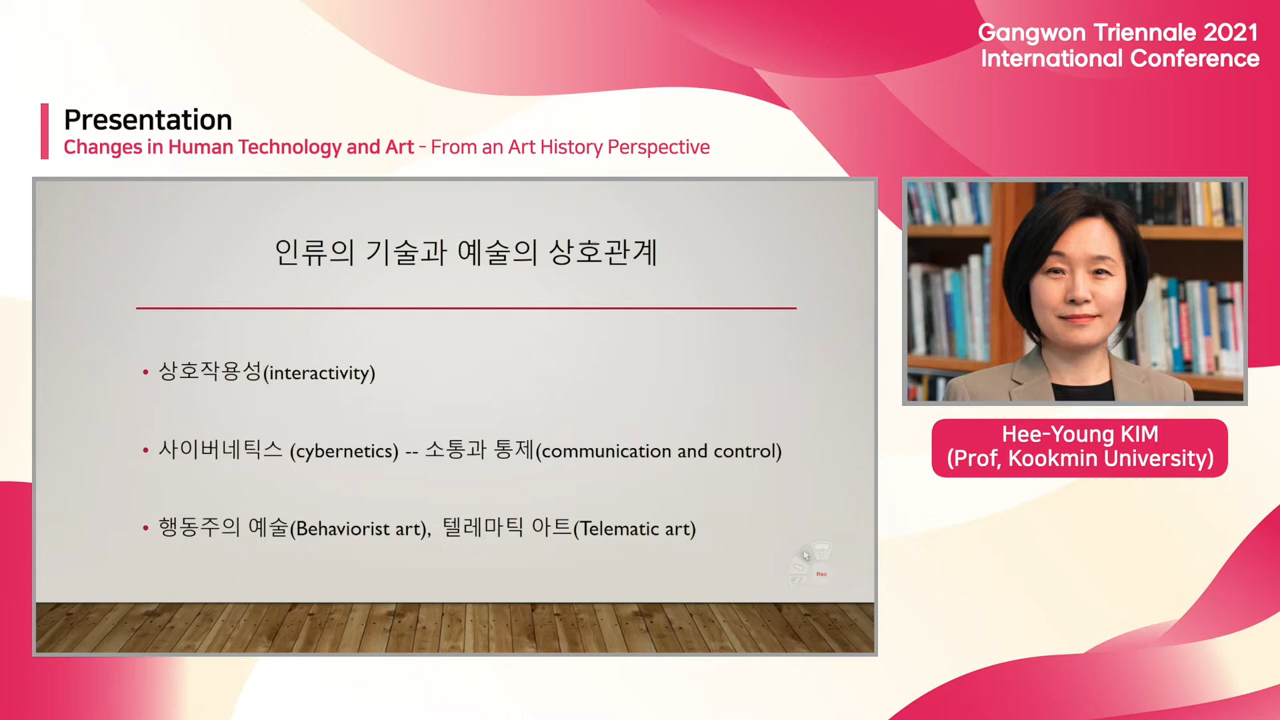 Gangwon Triennale 2021
International Conference
Presentation
Changes in Human Technology and Art - From an Art History Perspective
인류의 기술과 예술의 상호관계
• 상호작용성(interactivity)
• 사이버네틱스 (cybernetics) -- 소통과 통제(communication and control)
• 행동주의 예술(Behaviorist art), 텔레마틱 아트(Telematic art)
Rec
Hee-Young KIM
(Prof, Kookmin University)